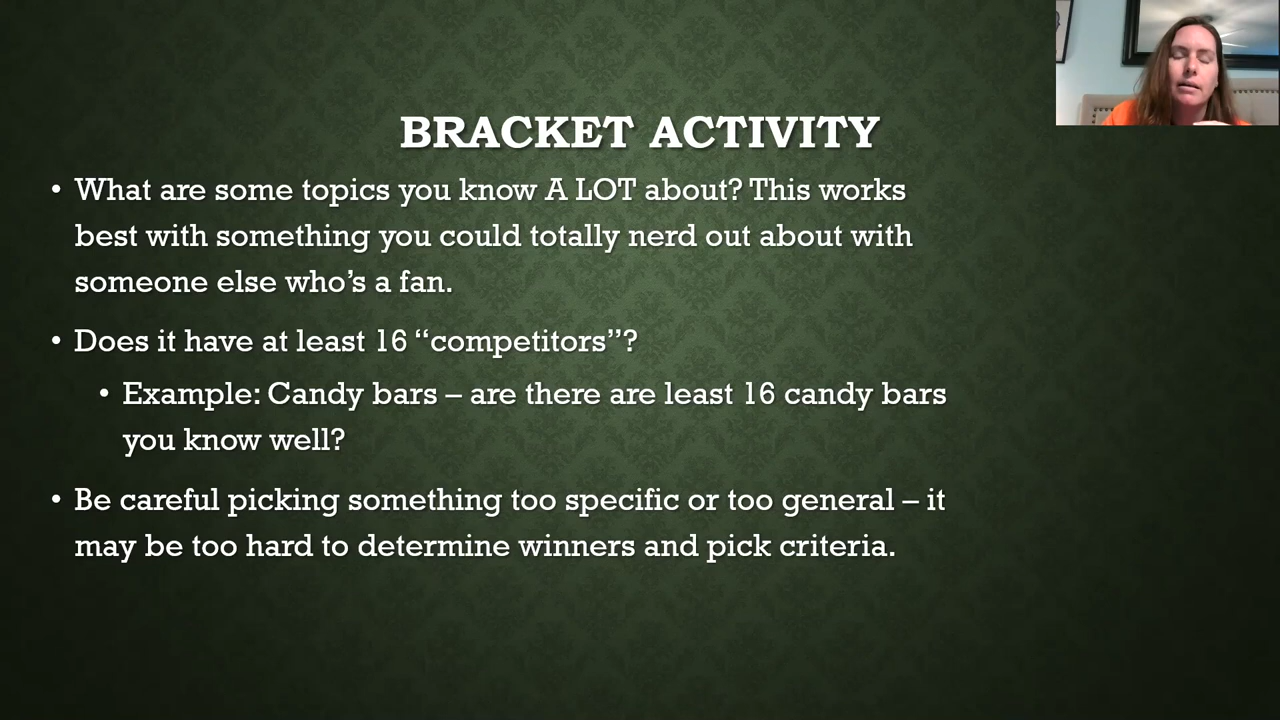 BRACKET ACTIVITY
• What are some topics you know A LOT about? This works
best with something you could totally nerd out about with
someone else who’s a fan.
• Does it have at least 16 “competitors”?
• Example: Candy bars – are there are least 16 candy bars
you know well?
• Be careful picking something too specific or too general – it
may be too hard to determine winners and pick criteria.